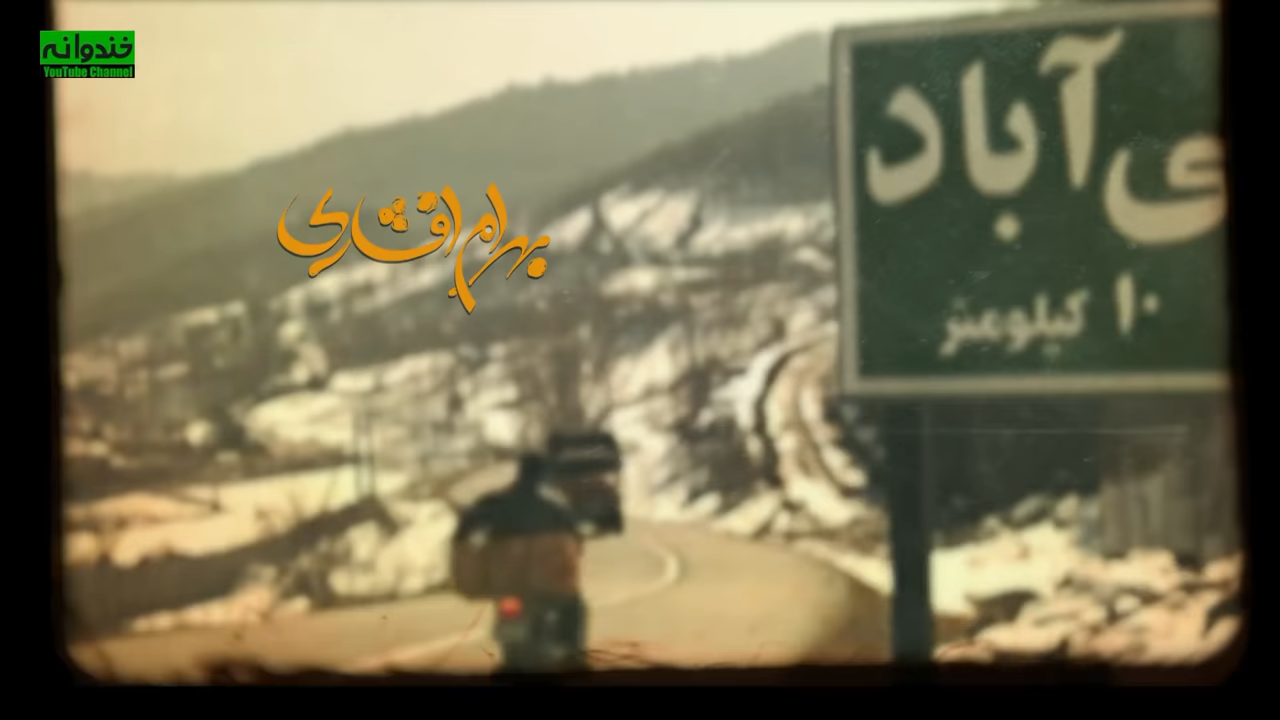 خندوانه
YouTube Channel
ی آباد
۱۰ کیلومتر
بهرام افشاری